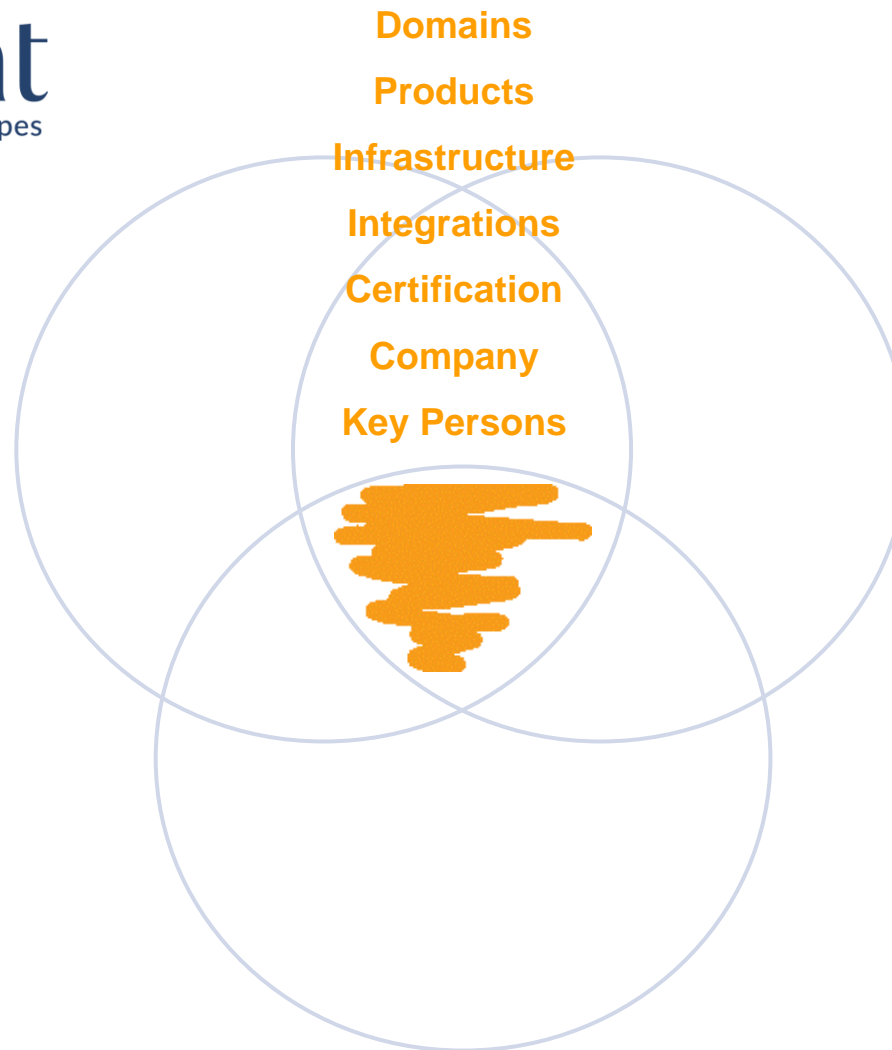 Domains
Products
Infrastructure
Integrations
Certification
Company
Key Persons